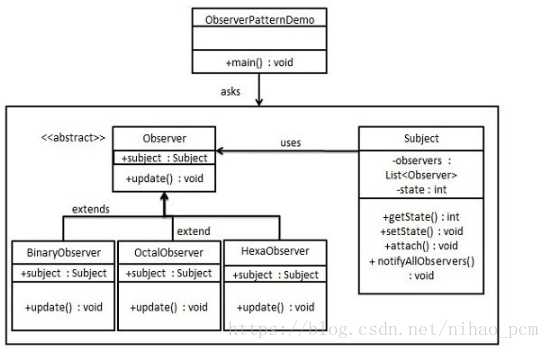 ObserverPatternDemo
+main() : void
asks
<<abstract>>
Observer
+subject : Subject
+update() : void
uses
Subject
-observers :
List<Observer>
-state : int
+getState() : int
+setState() : void
+attach() : void
+ notifyAllObservers()
: void
extends
extend
BinaryObserver
+subject : Subject
+update() : void
OctalObserver
+subject : Subject
+update() : void
HexaObserver
+subject : Subject
+update() : void
https://blog.csdn.net/nihao_pcm